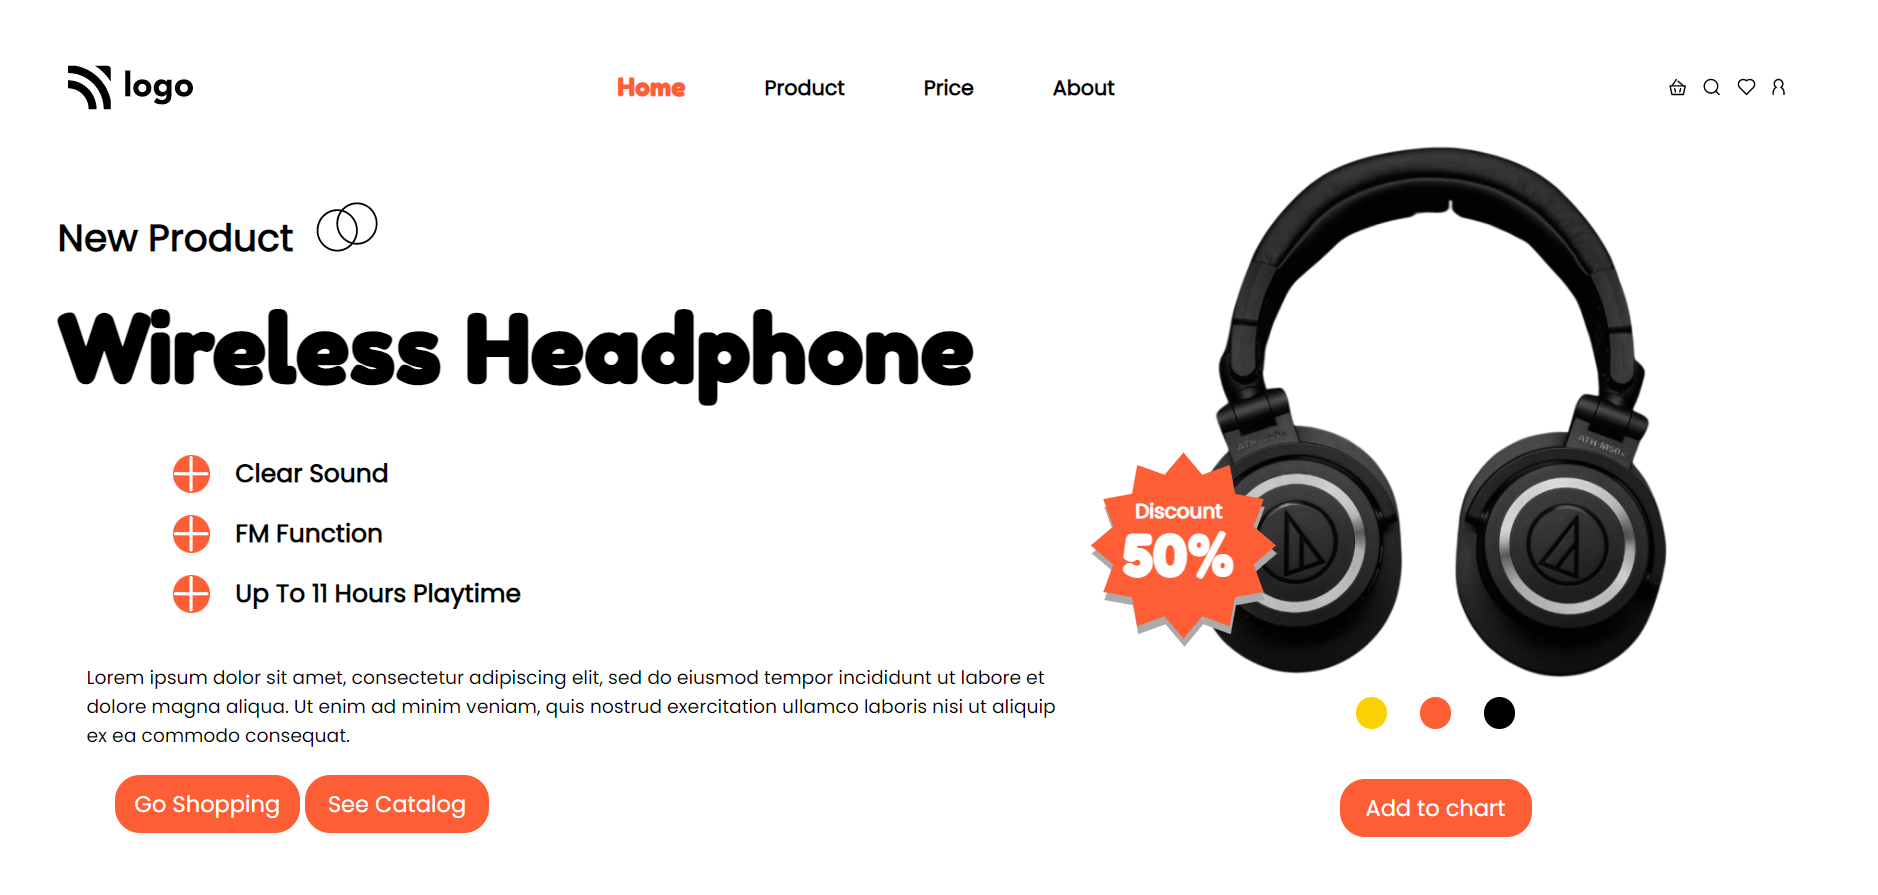 logo
Home Product Price About
New Product
Wireless Headphone
Clear Sound
FM Function
Up To 11 Hours Playtime
Lorem ipsum dolor sit amet, consectetur adipiscing elit, sed do eiusmod tempor incididunt ut labore et
dolore magna aliqua. Ut enim ad minim veniam, quis nostrud exercitation ullamco laboris nisi ut aliquip
ex ea commodo consequat.
Go Shopping See Catalog
ATH-M50x
Discount
50%
Add to chart